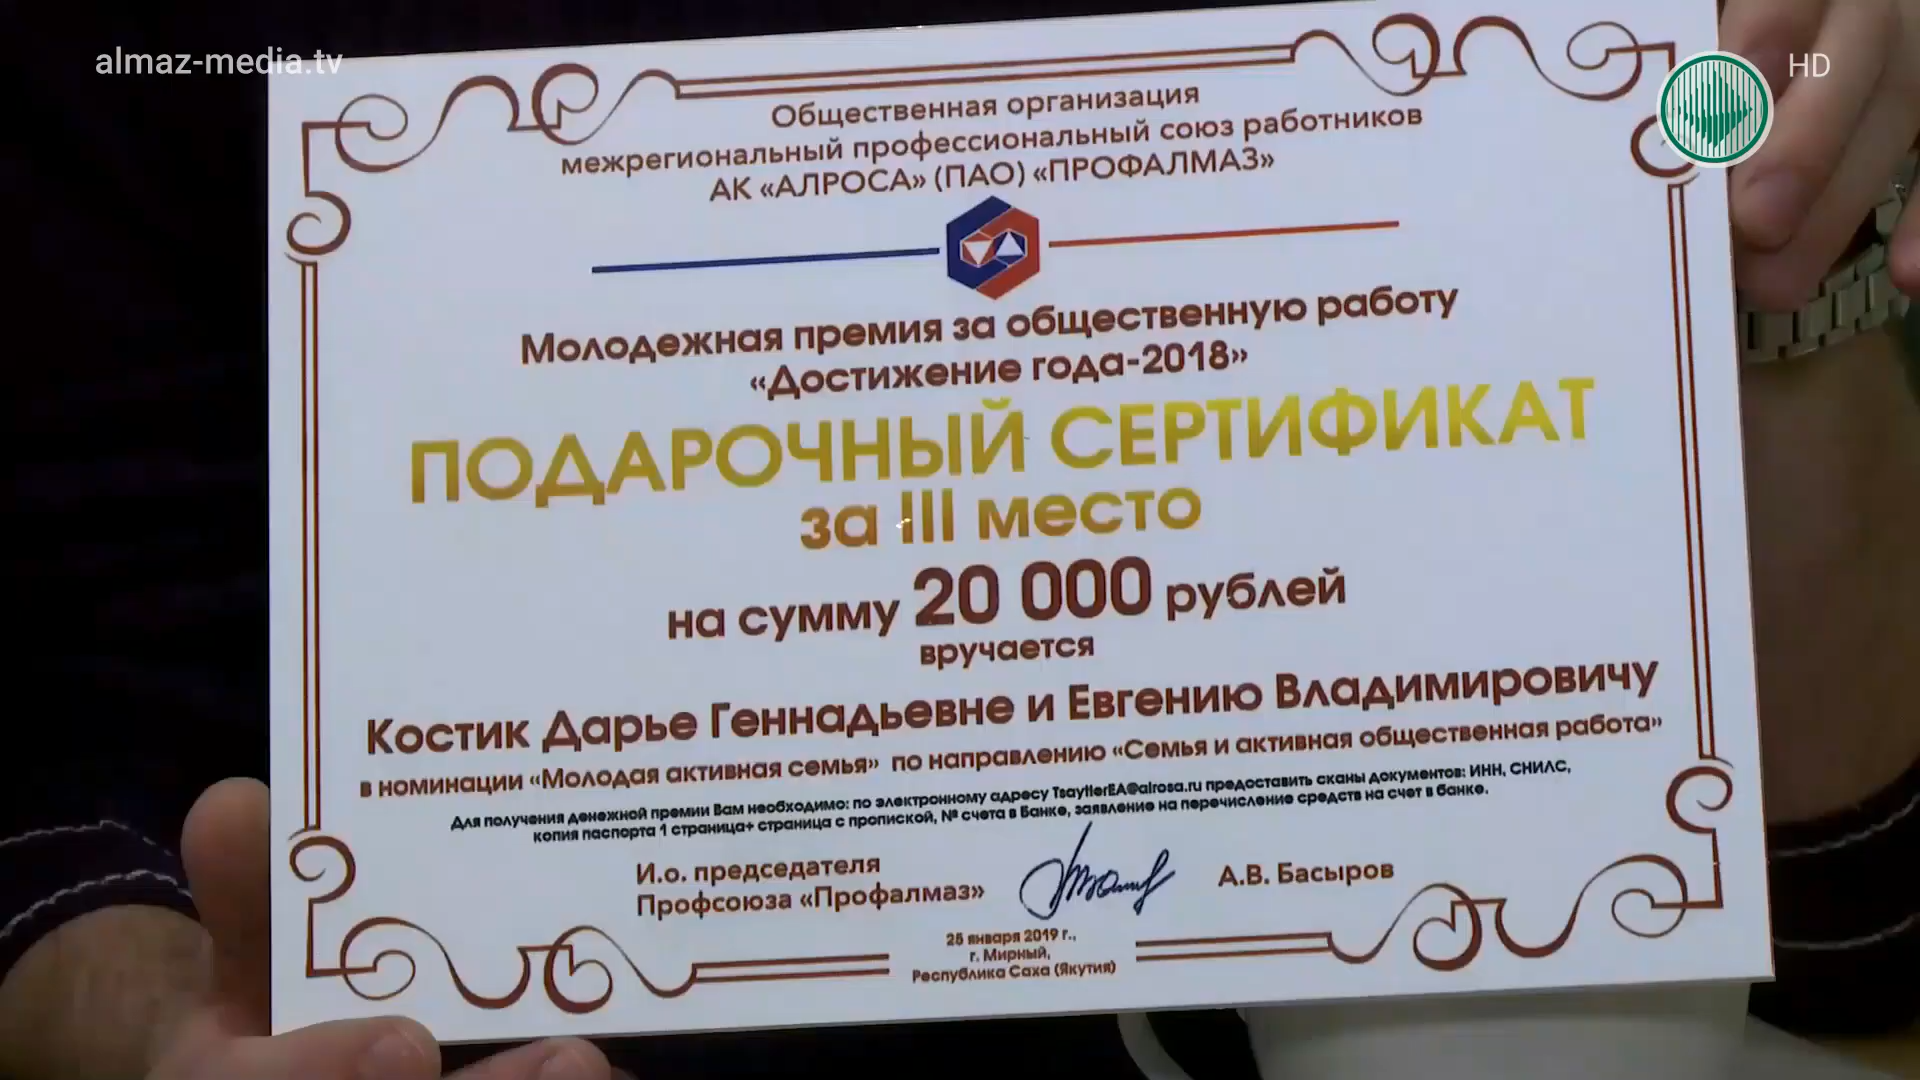 almaz-media.tv
HD
Общественная организация
межрегиональный профессиональный союз работников
АК «АЛРОСА» (ПАО) «ПРОФАЛМАЗ»
Молодежная премия за общественную работу
«Достижение года-2018»
ПОДАРОЧНЫЙ СЕРТИФИКАТ
за III место
на сумму 20 000 рублей
вручается
Костик Дарье Геннадьевне и Евгению Владимировичу
в номинации «Молодая активная семья» по направлению «Семья и активная общественная работа»
Для получения денежной премии Вам необходимо: по электронному адресу TsaytlerEA@alrosa.ru предоставить сканы документов: ИНН, СНИЛС,
копия паспорта 1 страница+ страница с пропиской, № счета в Банке, заявление на перечисление средств на счет в банке.
И.о. председателя
Профсоюза «Профалмаз»
А.В. Басыров
25 января 2019 г.,
г. Мирный,
Республика Саха (Якутия)